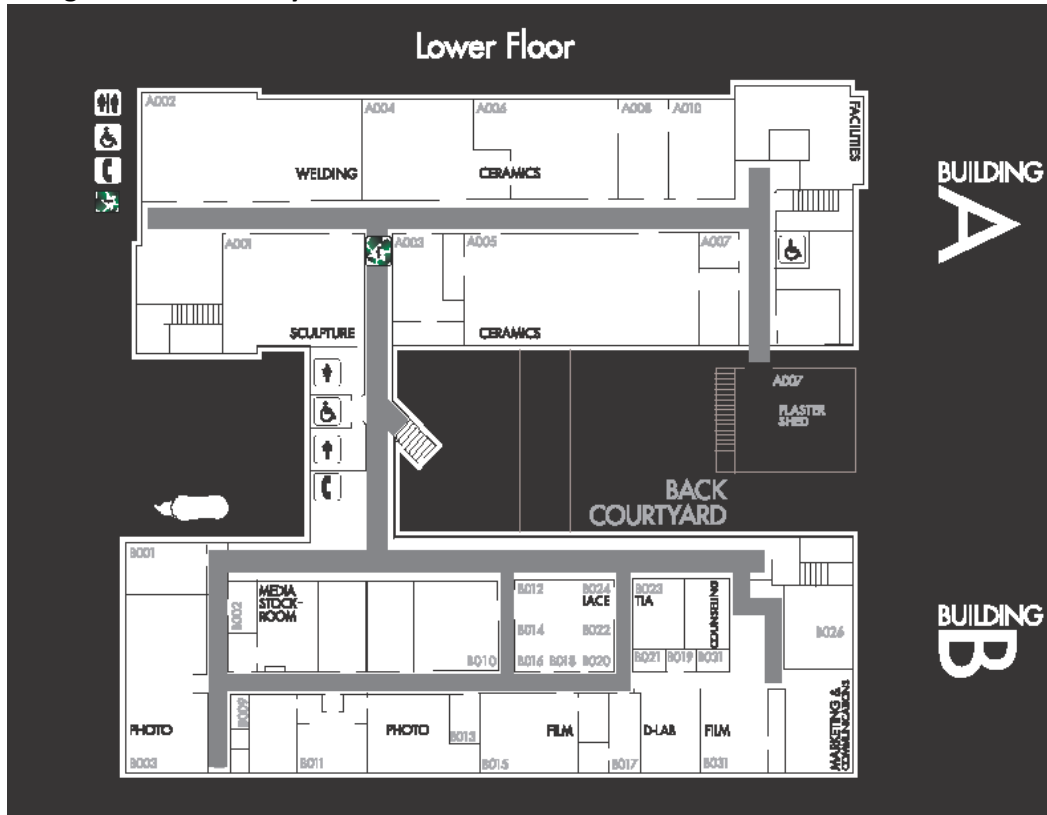 Lower Floor
A002
A004
A006
A008
A010
FACILITIES
WELDING
CERAMICS
BUILDING
A
A001
A003
A005
A007
SCULPTURE
CERAMICS
A007
PLASTER
SHED
BACK
COURTYARD
B001
B002
MEDIA
STOCK-
ROOM
B010
B012
B024
IACE
B014
B022
B016
B018
B020
B023
TLA
COUNSELING
B021
B019
B031
B026
BUILDING
B
PHOTO
B003
B009
B011
PHOTO
B013
FILM
B015
B017
D-LAB
FILM
B031
MARKETING &
COMMUNICATIONS